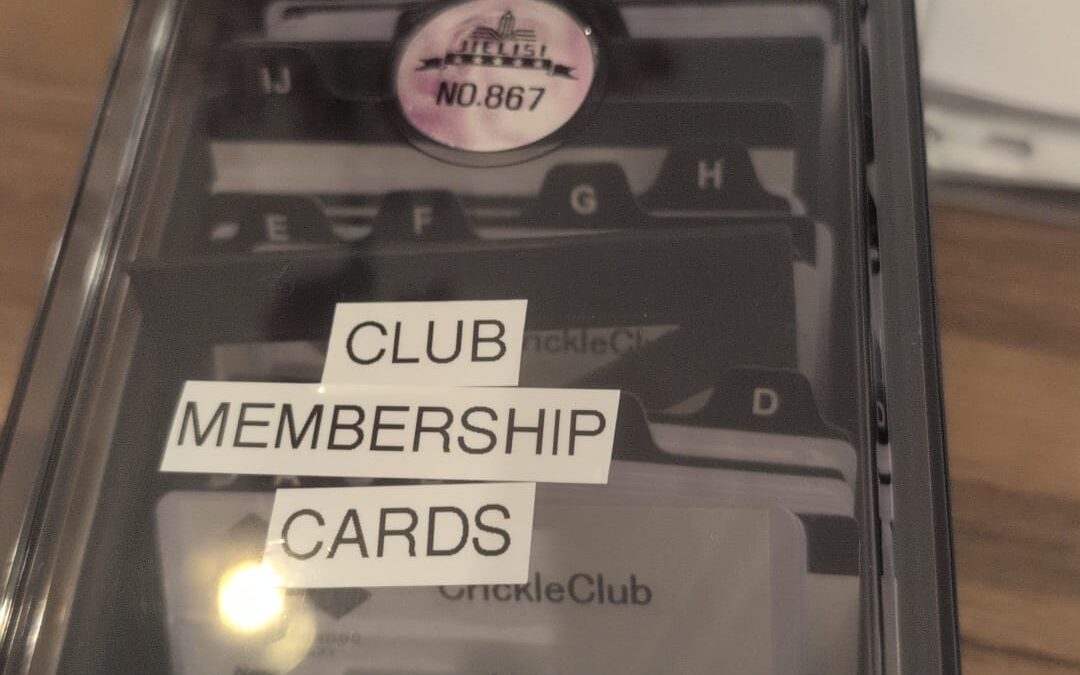 JIELISI
NO.867
IJ
H
G
F
E
CLUB
MEMBERSHIP
D
CARDS
CrickleClub